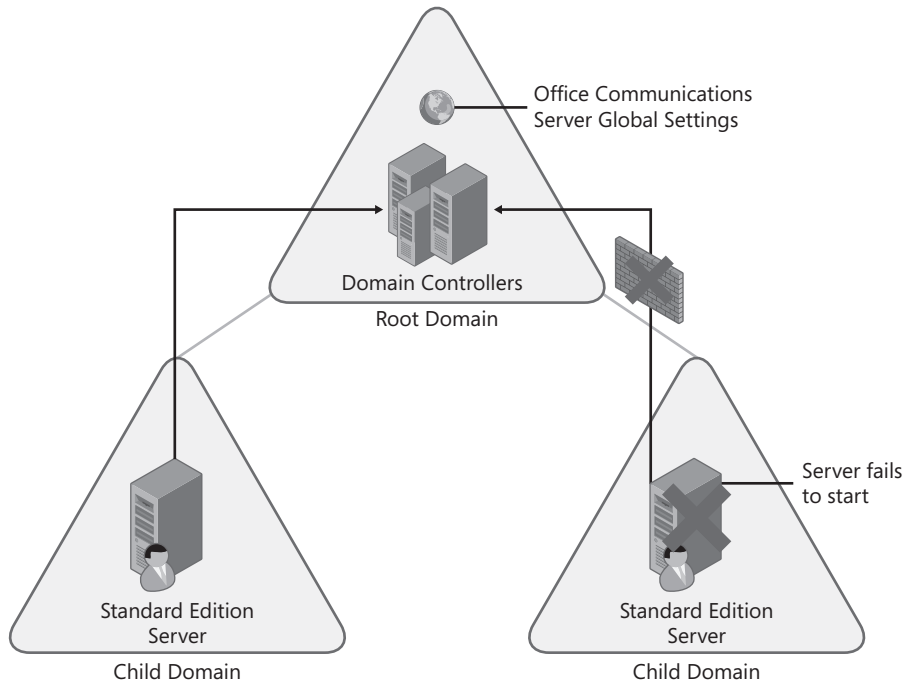 Office Communications
Server Global Settings
Domain Controllers
Root Domain
Server fails
to start
Standard Edition
Server
Child Domain
Standard Edition
Server
Child Domain